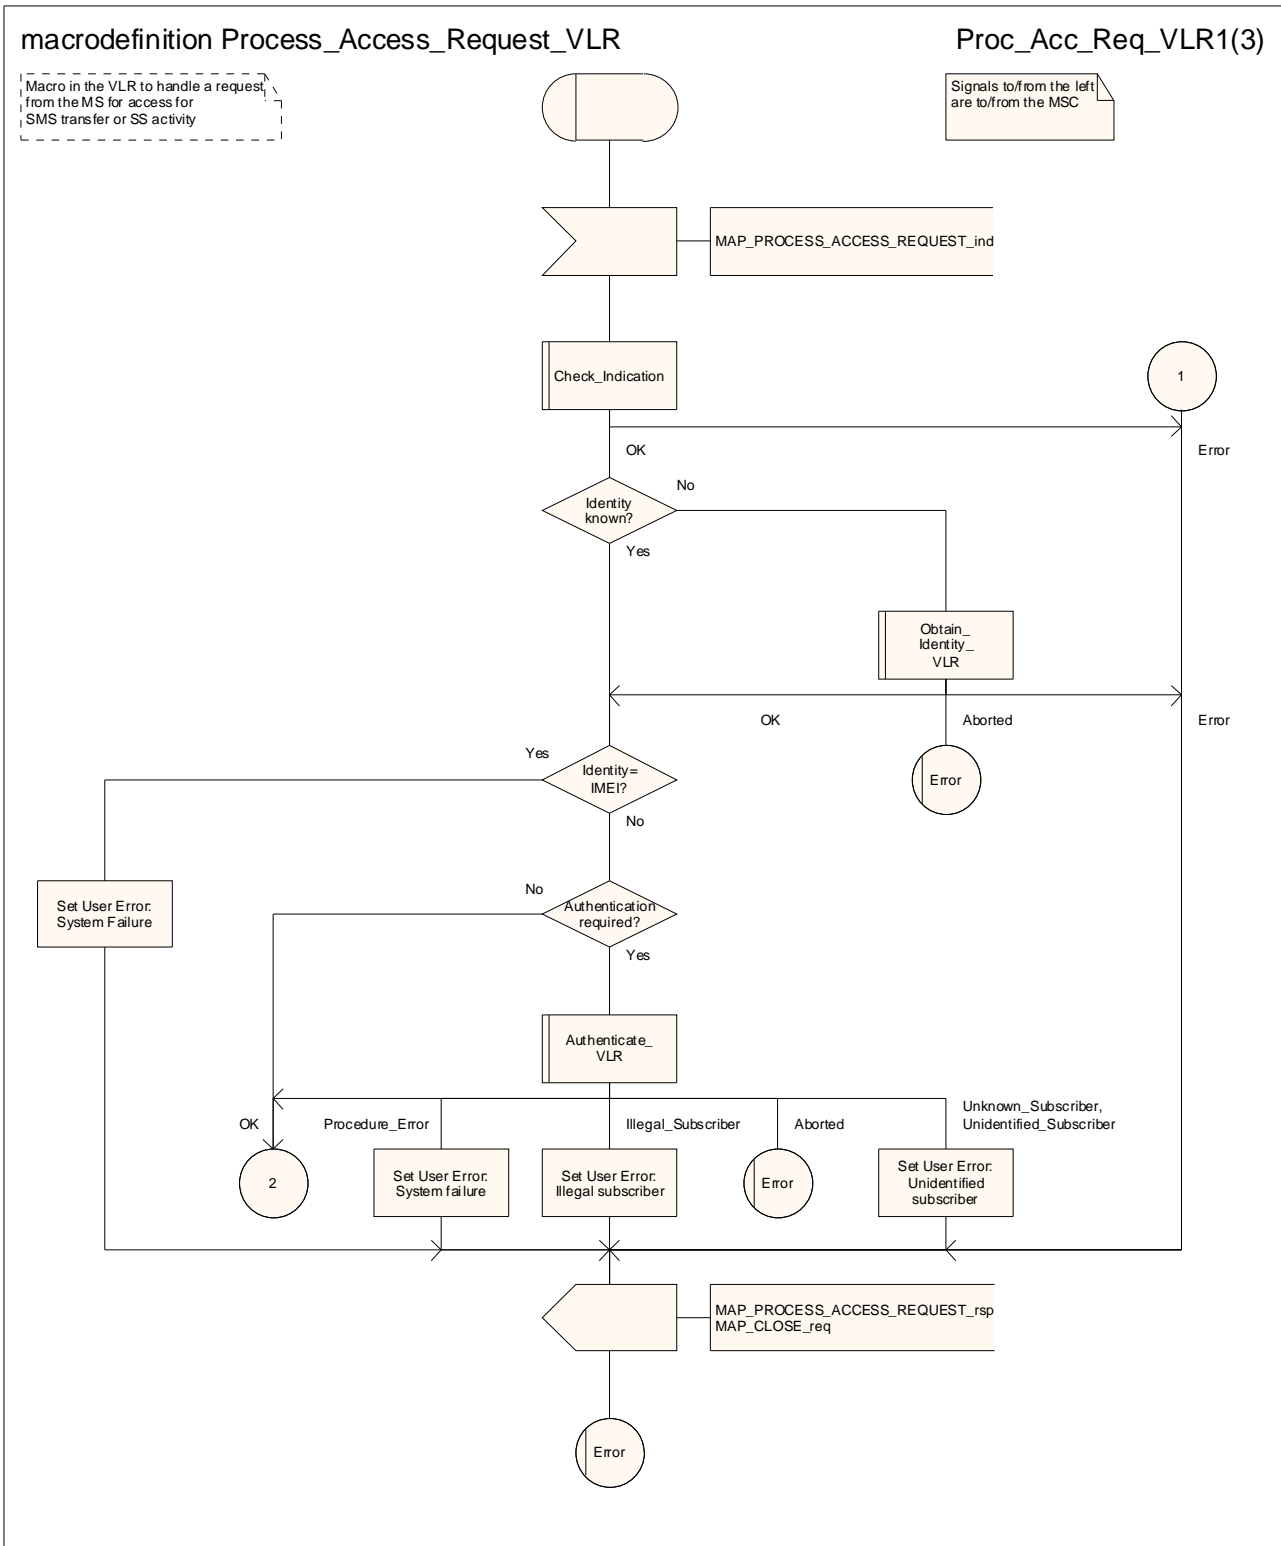 macrodefinition Process_Access_Request_VLR
Proc_Acc_Req_VLR1(3)
Macro in the VLR to handle a request
from the MS for access for
SMS transfer or SS activity
Signals to/from the left
are to/from the MSC
MAP_PROCESS_ACCESS_REQUEST_ind
Check_Indication
1
OK
Error
Identity
known?
No
Yes
Obtain_
Identity_
VLR
OK
Aborted
Error
Yes
Identity=
IMEI?
Error
No
Set User Error:
System Failure
No
Authentication
required?
Yes
Authenticate_
VLR
OK
Procedure_Error
Illegal_Subscriber
Aborted
Unknown_Subscriber,
Unidentified_Subscriber
2
Set User Error:
System failure
Set User Error:
Illegal subscriber
Error
Set User Error:
Unidentified
subscriber
MAP_PROCESS_ACCESS_REQUEST_rsp
MAP_CLOSE_req
Error